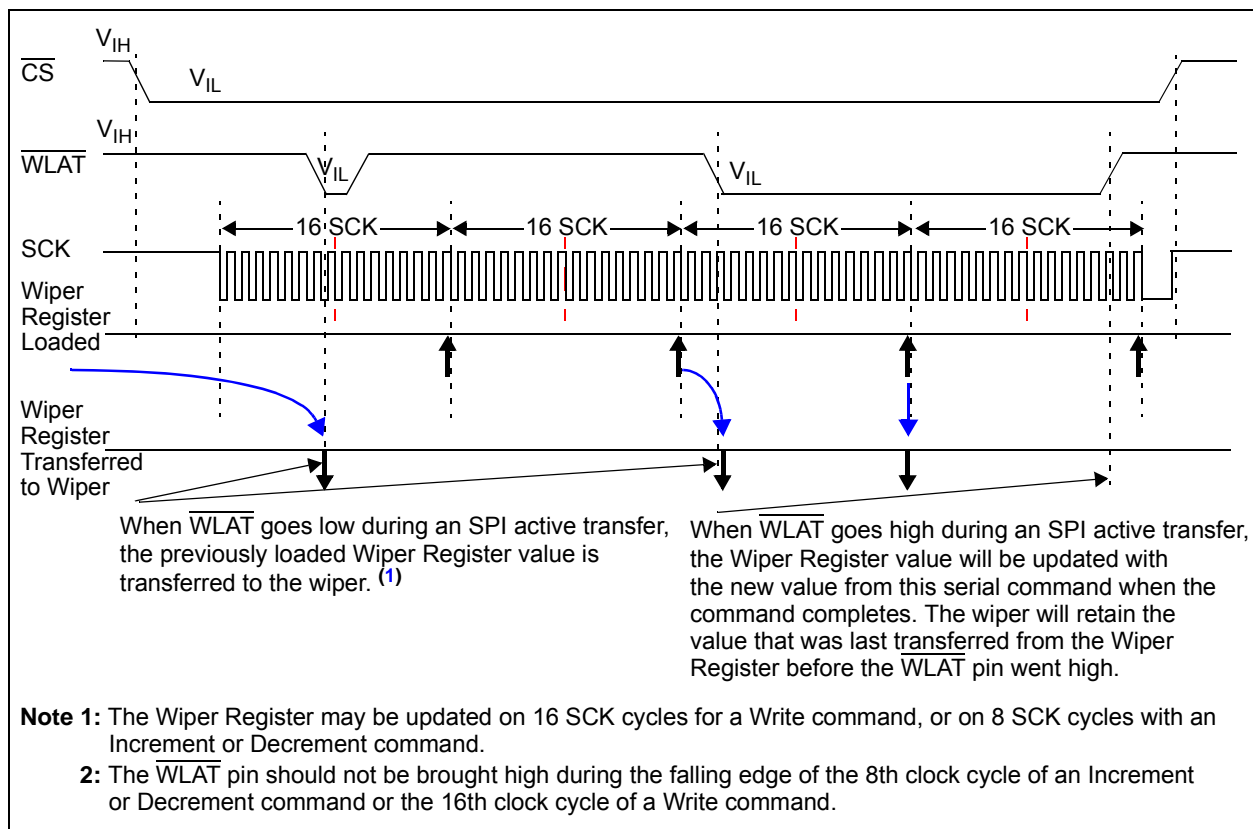 VIH
CS
VIL
VIH
WLAT
VIL
VIL
16 SCK 16 SCK 16 SCK 16 SCK
SCK
Wiper
Register
Loaded
Wiper
Register
Transferred
to Wiper
When WLAT goes low during an SPI active transfer,
the previously loaded Wiper Register value is
transferred to the wiper. (1)
When WLAT goes high during an SPI active transfer,
the Wiper Register value will be updated with
the new value from this serial command when the
command completes. The wiper will retain the
value that was last transferred from the Wiper
Register before the WLAT pin went high.
Note 1: The Wiper Register may be updated on 16 SCK cycles for a Write command, or on 8 SCK cycles with an
Increment or Decrement command.
2: The WLAT pin should not be brought high during the falling edge of the 8th clock cycle of an Increment
or Decrement command or the 16th clock cycle of a Write command.